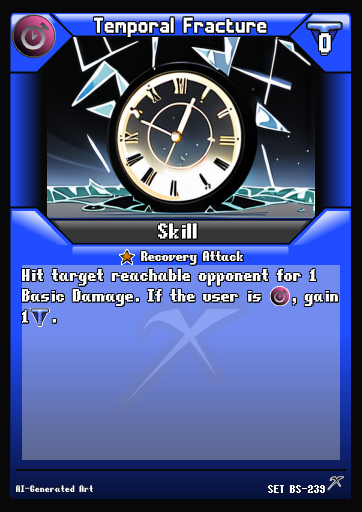 Temporal Fracture
0
Skill
Recovery Attack
Hit target reachable opponent for 1
Basic Damage. If the user is , gain
1.
AI-Generated Art
SET BS-239